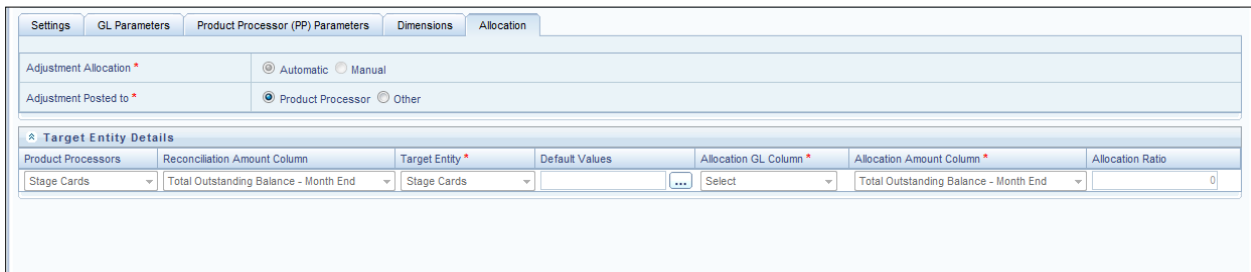 Settings GL Parameters Product Processor (PP) Parameters Dimensions Allocation
Adjustment Allocation * Automatic Manual
Adjustment Posted to * Product Processor Other
Target Entity Details
Product Processors Reconciliation Amount Column Target Entity * Default Values Allocation GL Column * Allocation Amount Column * Allocation Ratio
Stage Cards Total Outstanding Balance - Month End Stage Cards ... Select Total Outstanding Balance - Month End 0